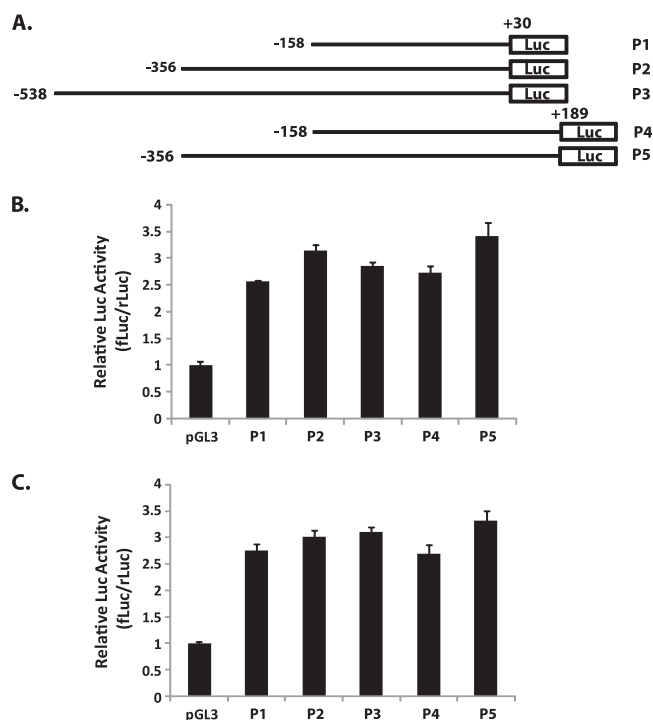 A.
+30
-158 Luc P1
-356 Luc P2
-538 Luc P3
+189
-158 Luc P4
-356 Luc P5
B.
Relative Luc Activity
(fLuc/rLuc)
4
3.5
3
2.5
2
1.5
1
0.5
0
pGL3 P1 P2 P3 P4 P5
C.
Relative Luc Activity
(fLuc/rLuc)
4
3.5
3
2.5
2
1.5
1
0.5
0
pGL3 P1 P2 P3 P4 P5